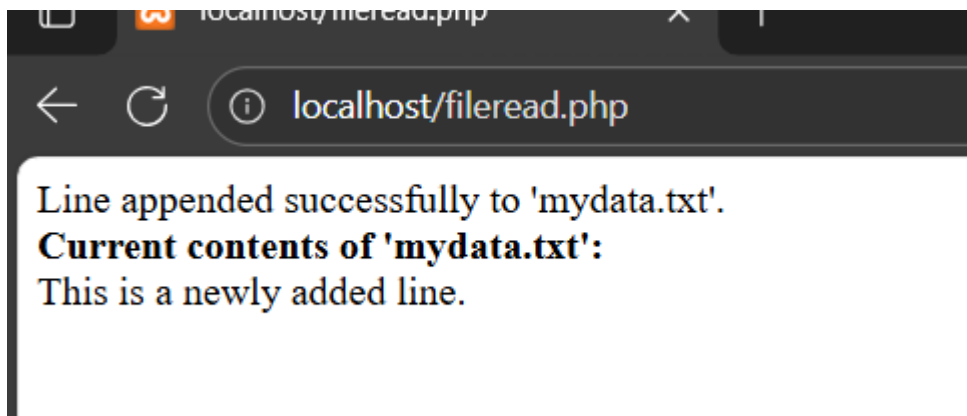 localhost/fileread.php
localhost/fileread.php
Line appended successfully to 'mydata.txt'.
Current contents of 'mydata.txt':
This is a newly added line.